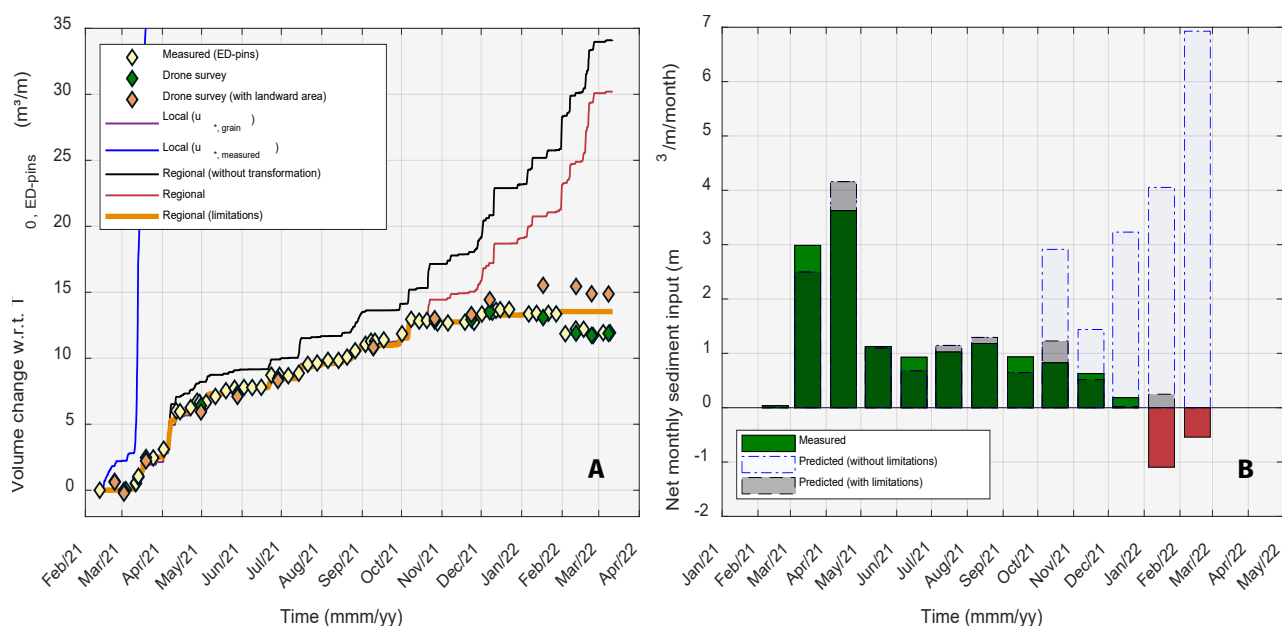 35
30
25
20
15
10
5
0
Volume change w.r.t. T 0, ED-pins (m³/m)
Measured (ED-pins)
Drone survey
Drone survey (with landward area)
Local (u *, grain )
Local (u *, measured )
Regional (without transformation)
Regional
Regional (limitations)
A
Feb/21
Mar/21
Apr/21
May/21
Jun/21
Jul/21
Aug/21
Sep/21
Oct/21
Nov/21
Dec/21
Jan/22
Feb/22
Mar/22
Apr/22
Time (mmm/yy)
7
6
5
4
3
2
1
0
-1
-2
Net monthly sediment input (m 3/m/month)
Measured
Predicted (without limitations)
Predicted (with limitations)
B
Jan/21
Feb/21
Mar/21
Apr/21
May/21
Jun/21
Jul/21
Aug/21
Sep/21
Oct/21
Nov/21
Dec/21
Jan/22
Feb/22
Mar/22
Apr/22
May/22
Time (mmm/yy)